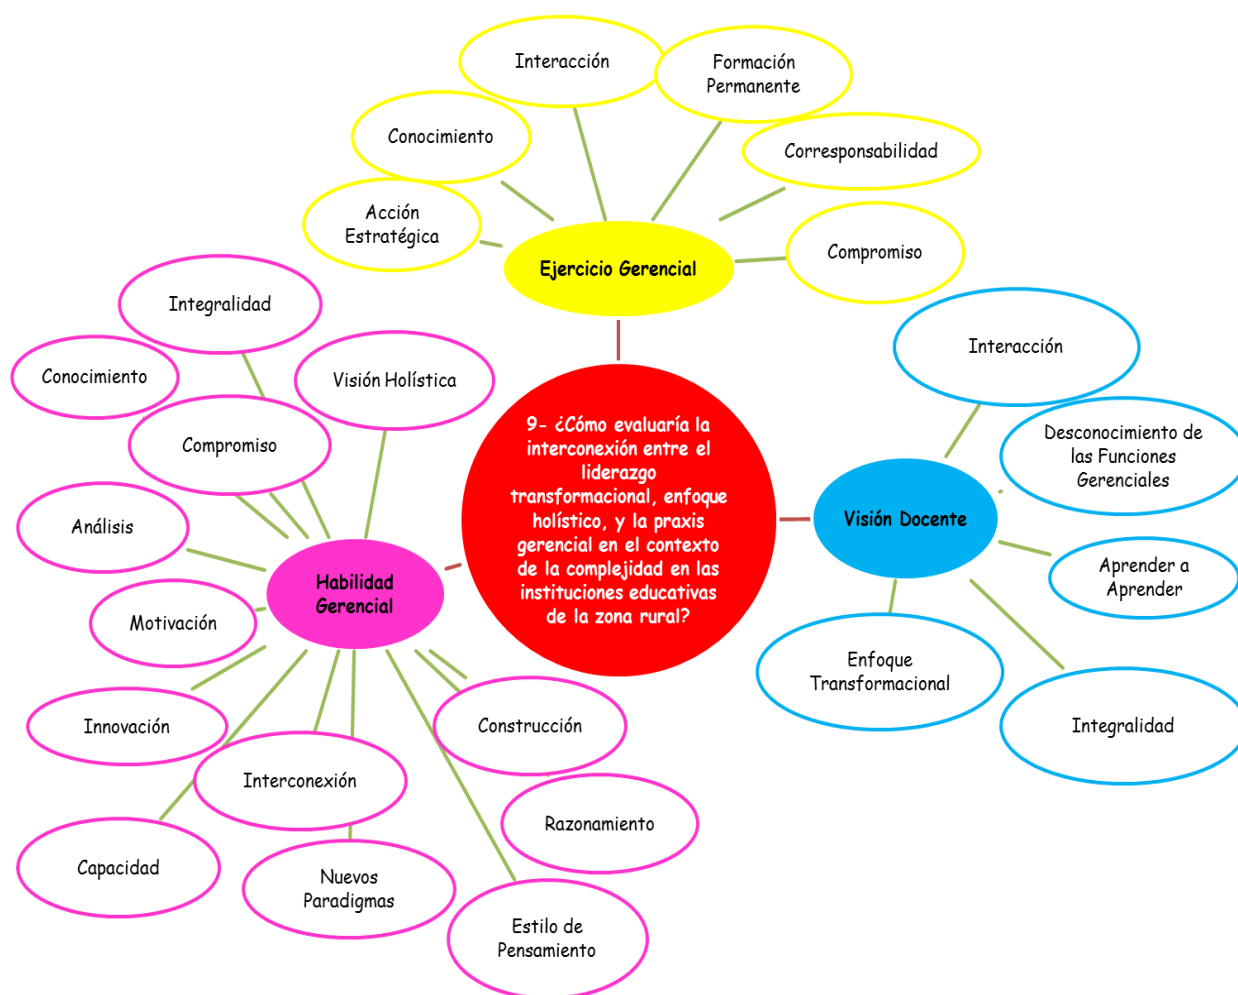 Interacción
Formación
Permanente
Conocimiento
Corresponsabilidad
Acción
Estratégica
Compromiso
Ejercicio Gerencial
Integralidad
Conocimiento
Visión Holística
Compromiso
Análisis
Motivación
Habilidad
Gerencial
Innovación
Interconexión
Capacidad
Nuevos
Paradigmas
Construcción
Razonamiento
Estilo de
Pensamiento
9- ¿Cómo evaluaría la
interconexión entre el
liderazgo
transformacional, enfoque
holístico, y la praxis
gerencial en el contexto
de la complejidad en las
instituciones educativas
de la zona rural?
Interacción
Desconocimiento de
las Funciones
Gerenciales
Visión Docente
Aprender a
Aprender
Enfoque
Transformacional
Integralidad